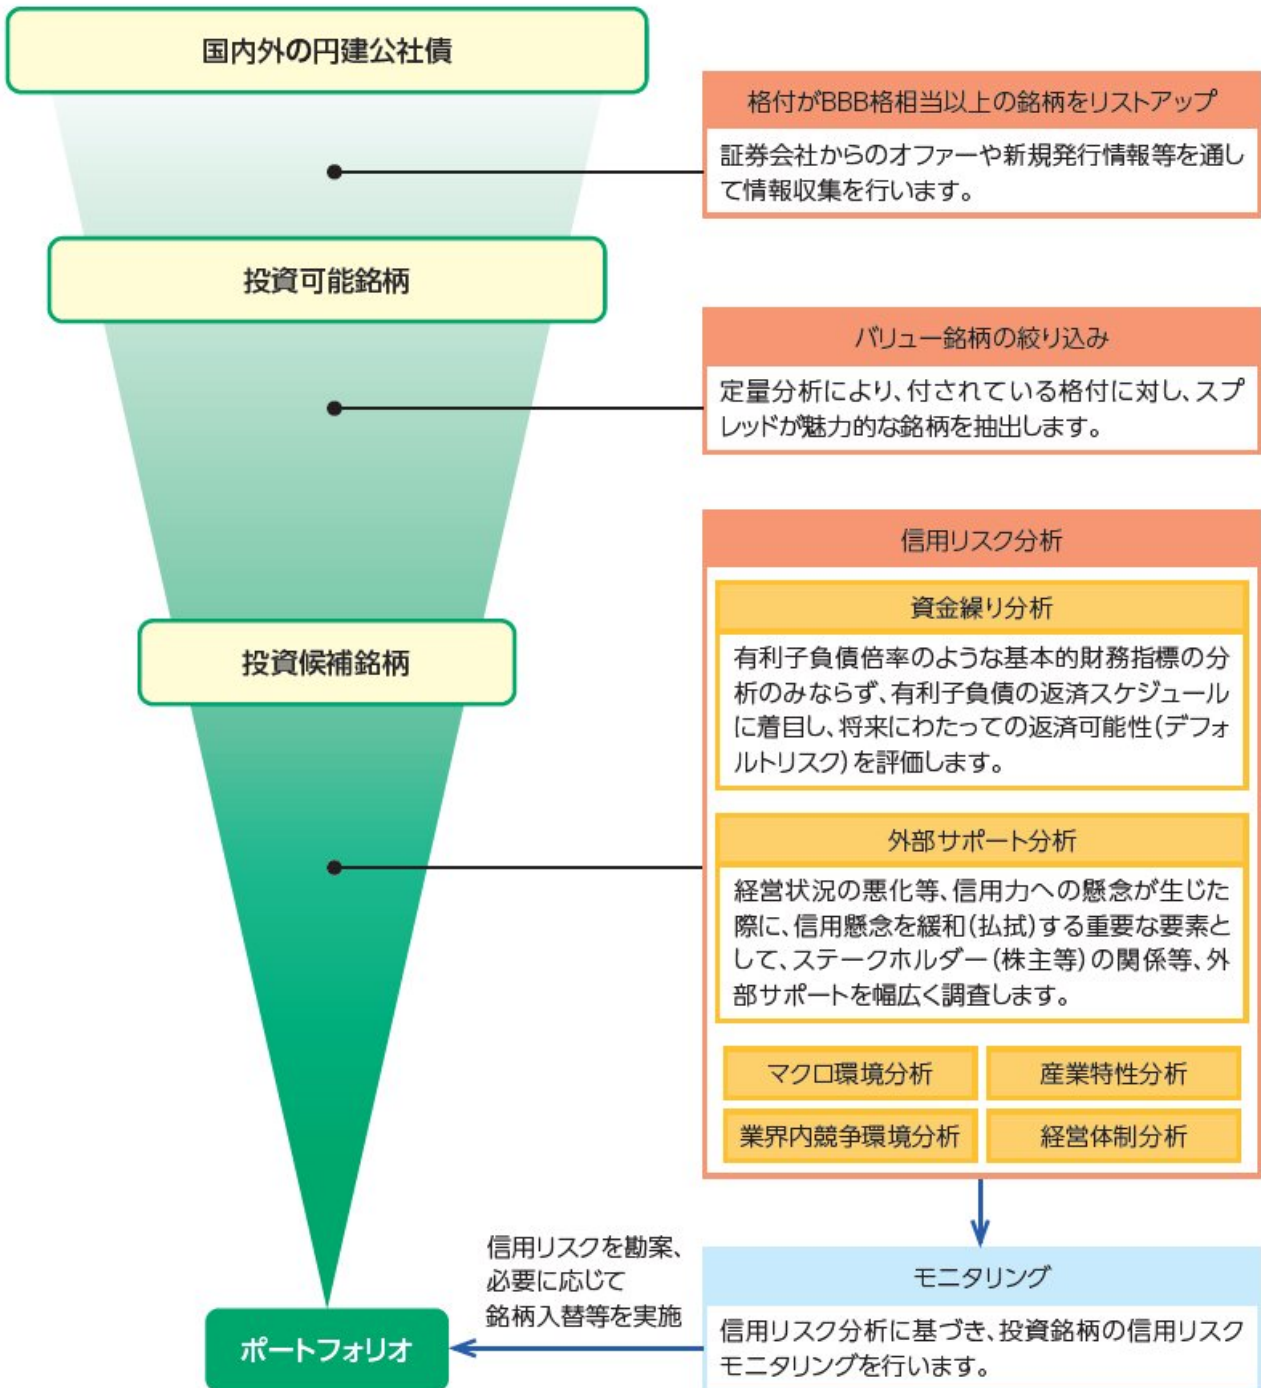 国内外の円建公社債
格付がBBB格相当以上の銘柄をリストアップ
証券会社からのオファーや新規発行情報等を通し
て情報収集を行います。
投資可能銘柄
バリュー銘柄の絞り込み
定量分析により、付されている格付に対し、スプ
レッドが魅力的な銘柄を抽出します。
投資候補銘柄
信用リスク分析
資金繰り分析
有利子負債倍率のような基本的財務指標の分
析のみならず、有利子負債の返済スケジュール
に着目し、将来にわたっての返済可能性(デフォ
ルトリスク)を評価します。
外部サポート分析
経営状況の悪化等、信用力への懸念が生じた
際に、信用懸念を緩和(払拭)する重要な要素と
して、ステークホルダー(株主等)の関係等、外
部サポートを幅広く調査します。
マクロ環境分析
産業特性分析
業界内競争環境分析
経営体制分析
信用リスクを勘案、
必要に応じて
銘柄入替等を実施
モニタリング
信用リスク分析に基づき、投資銘柄の信用リスク
モニタリングを行います。
ポートフォリオ